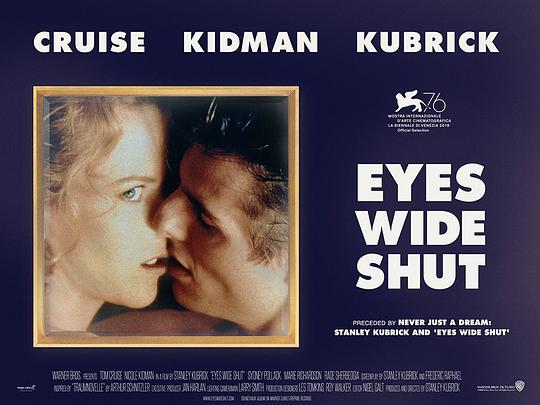 CRUISE KIDMAN KUBRICK
76
MOSTRA INTERNAZIONALE
D'ARTE CINEMATOGRAFICA
LA BIENNALE DI VENEZIA 2019
Official Selection
EYES
WIDE
SHUT
PRECEDED BY NEVER JUST A DREAM:
STANLEY KUBRICK AND 'EYES WIDE SHUT'
WARNER BROS. PRESENTS TOM CRUISE NICOLE KIDMAN IN A FILM BY STANLEY KUBRICK "EYES WIDE SHUT" SYDNEY POLLACK MARIE RICHARDSON RADE SHERBEDGIA SCREENPLAY BY STANLEY KUBRICK AND FREDERIC RAPHAEL
INSPIRED BY "TRAUMNOVELLE" BY ARTHUR SCHNITZLER EXECUTIVE PRODUCER JAN HARLAN LIGHTING CAMERAMAN LARRY SMITH PRODUCTION DESIGNERS LES TOMKINS ROY WALKER EDITOR NIGEL GALT PRODUCED AND DIRECTED BY STANLEY KUBRICK
WARNER BROS. PICTURES